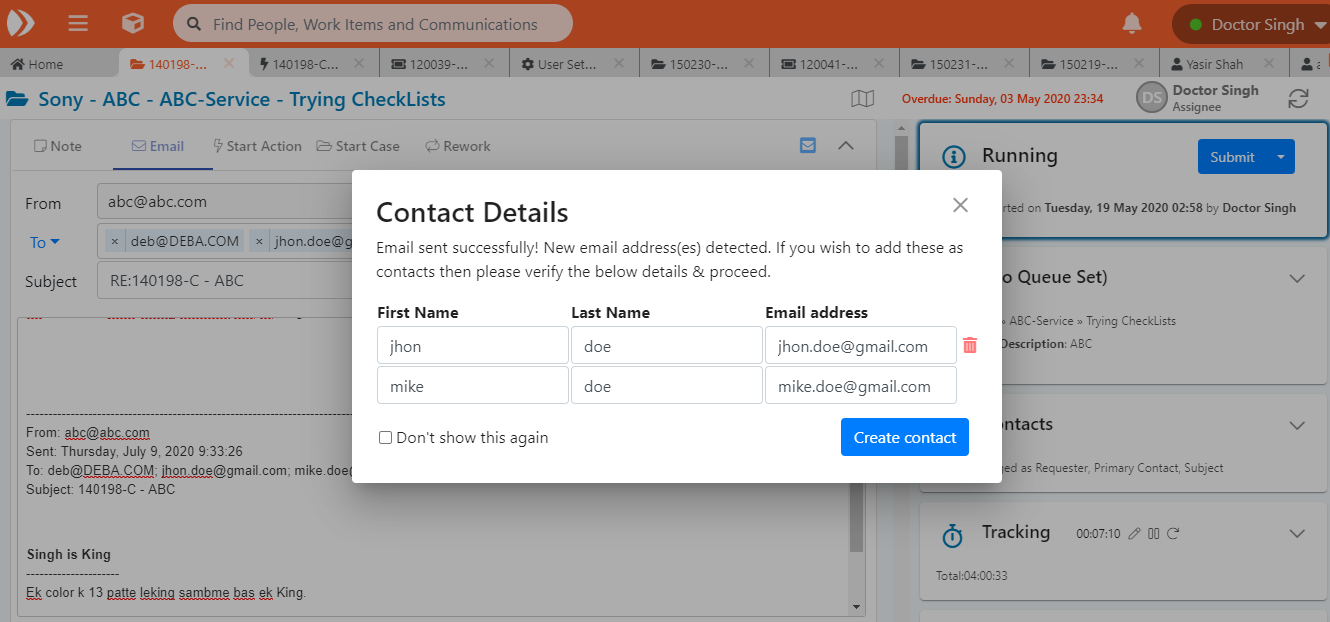 Find People, Work Items and Communications
Doctor Singh
Home
140198-...
140198-C...
120039-...
User Set...
150230-...
120041-...
150231-...
150219-...
Yasir Shah
Sony - ABC - ABC-Service - Trying CheckLists
Overdue: Sunday, 03 May 2020 23:34
DS
Doctor Singh
Assignee
Note
Email
Start Action
Start Case
Rework
From
abc@abc.com
To
× deb@DEBA.COM
× jhon.doe@g
Subject
RE:140198-C - ABC
From: abc@abc.com
Sent: Thursday, July 9, 2020 9:33:26
To: deb@DEBA.COM; jhon.doe@gmail.com; mike.doe
Subject: 140198-C - ABC
Singh is King
Ek color k 13 patte leking sambme bas ek King.
Contact Details
Email sent successfully! New email address(es) detected. If you wish to add these as
contacts then please verify the below details & proceed.
First Name Last Name Email address
jhon doe jhon.doe@gmail.com
mike doe mike.doe@gmail.com
Don't show this again
Create contact
Running
Submit
rted on Tuesday, 19 May 2020 02:58 by Doctor Singh
o Queue Set)
« ABC-Service » Trying CheckLists
Description: ABC
ntacts
ged as Requester, Primary Contact, Subject
Tracking
00:07:10
Total:04:00:33